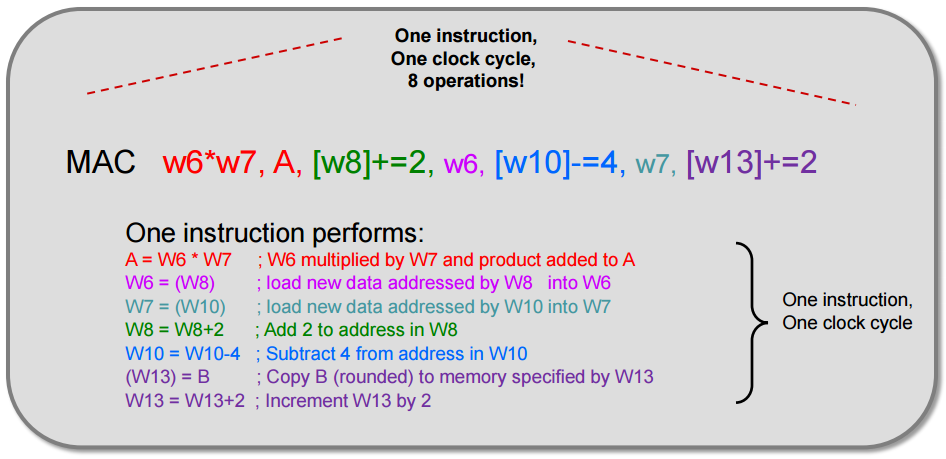 One instruction,
One clock cycle,
8 operations!
MAC w6*w7, A, [w8]+=2, w6, [w10]-=4, w7, [w13]+=2
One instruction performs:
A = W6 * W7 ; W6 multiplied by W7 and product added to A
W6 = (W8) ; load new data addressed by W8 into W6
W7 = (W10) ; load new data addressed by W10 into W7
W8 = W8+2 ; Add 2 to address in W8
W10 = W10-4 ; Subtract 4 from address in W10
(W13) = B ; Copy B (rounded) to memory specified by W13
W13 = W13+2 ; Increment W13 by 2
One instruction,
One clock cycle